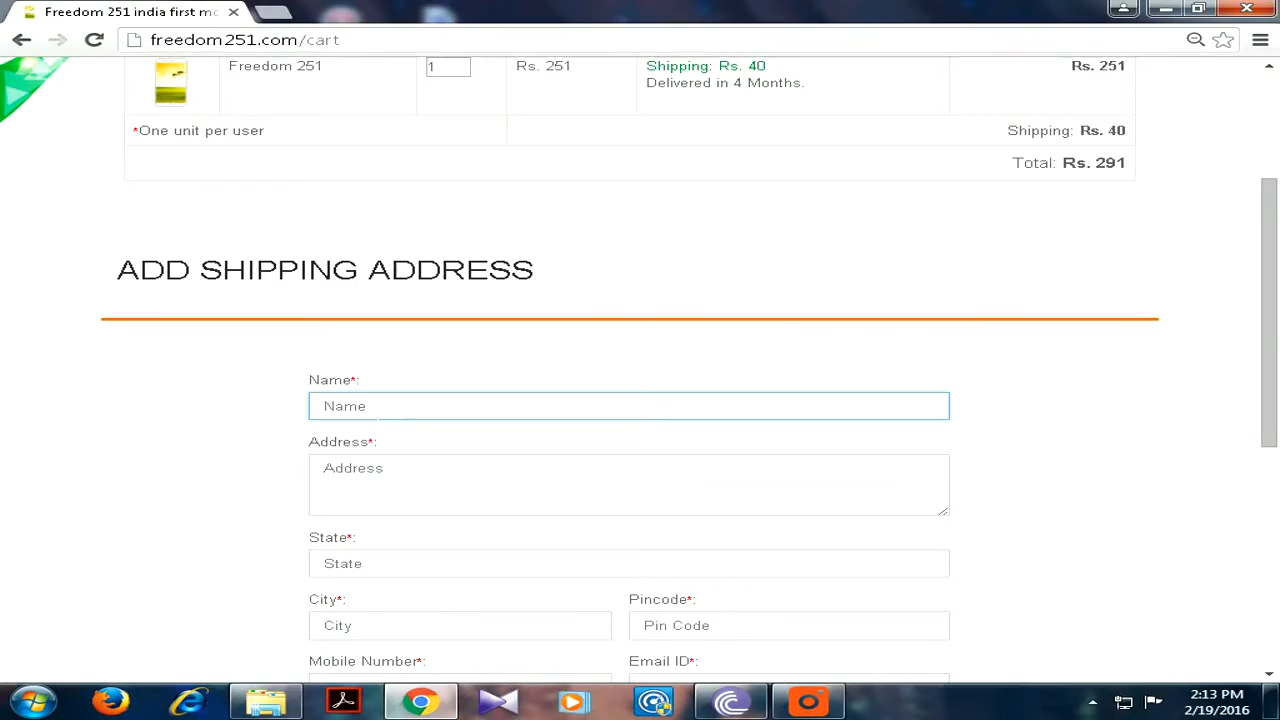 Freedom 251 india first mo
freedom251.com/cart
Freedom 251
1
Rs. 251
Shipping: Rs. 40
Delivered in 4 Months.
Rs. 251
*One unit per user
Shipping: Rs. 40
Total: Rs. 291
ADD SHIPPING ADDRESS
Name*:
Name
Address*:
Address
State*:
State
City*:
Pincode*:
City
Pin Code
Mobile Number*:
Email ID*:
2:13 PM
2/19/2016